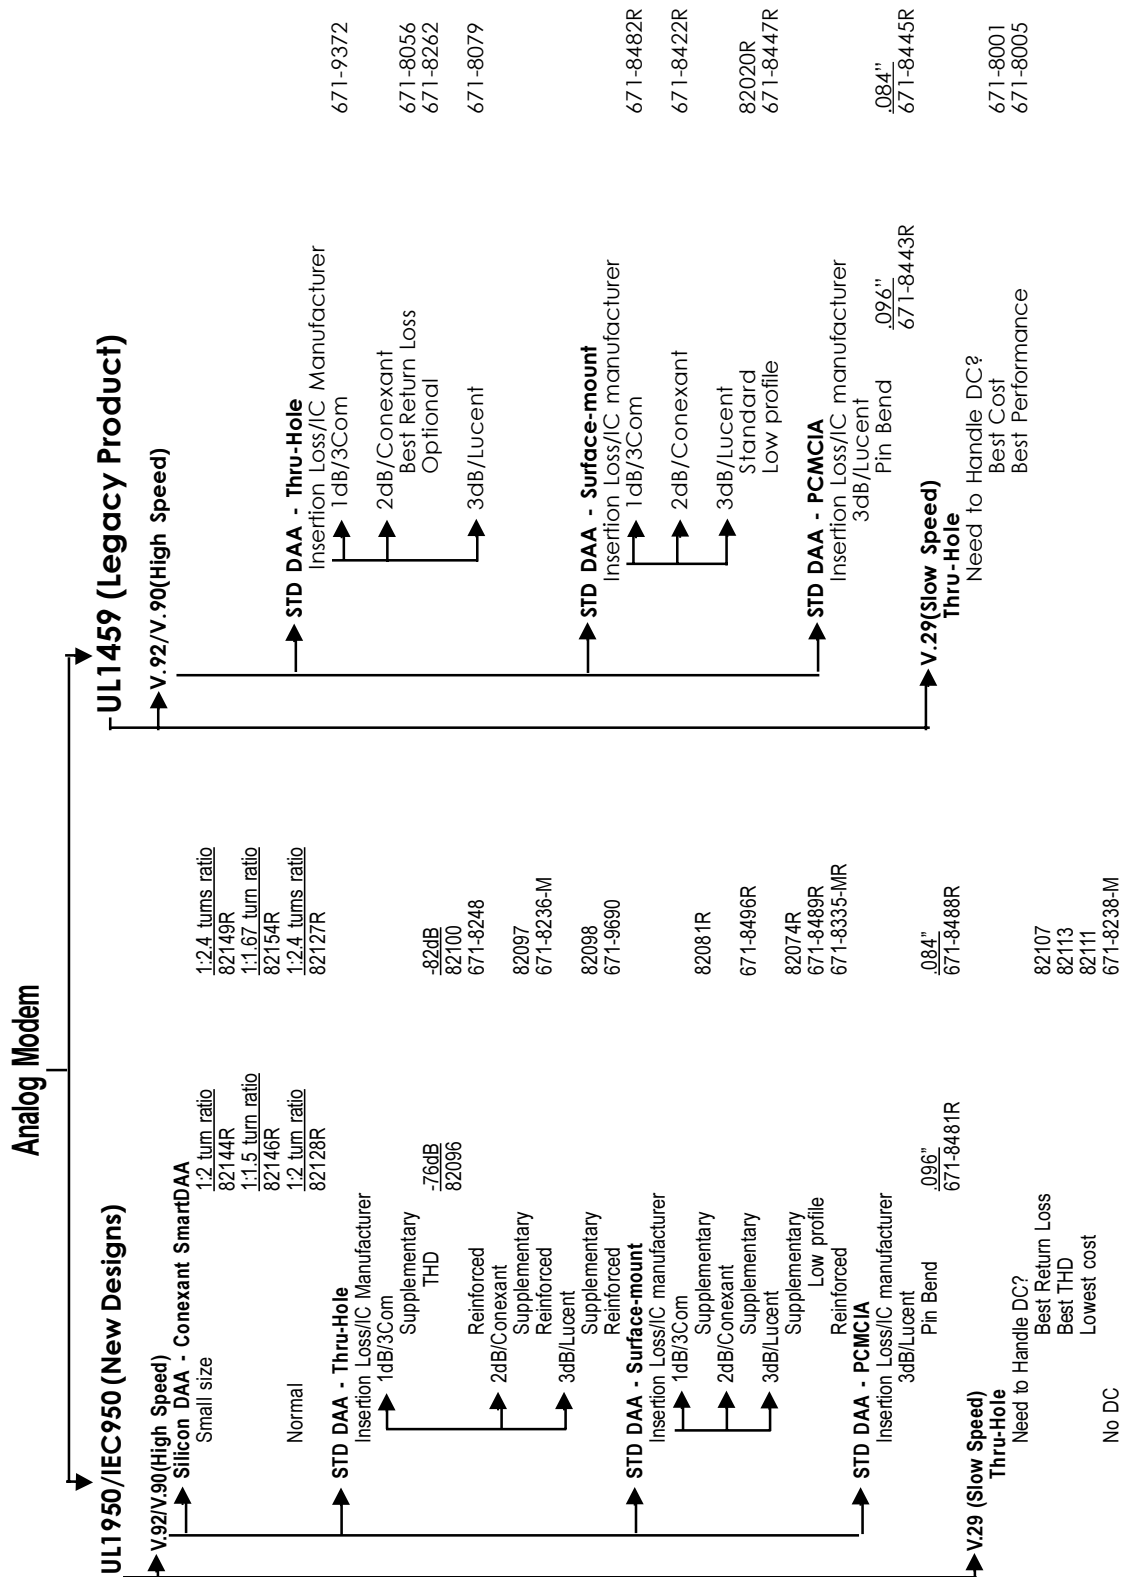 Analog Modem
UL1950/IEC950 (New Designs)
V.92/V.90(High Speed)
Silicon DAA - Conexant SmartDAA
Small size
1:2 turn ratio 1:2.4 turns ratio
82144R 82149R
1:1.5 turn ratio 1:1.67 turn ratio
82146R 82154R
Normal 1:2 turn ratio 1:2.4 turns ratio
82128R 82127R
STD DAA - Thru-Hole
Insertion Loss/IC Manufacturer
1dB/3Com
Supplementary
THD -76dB -82dB
82096 82100
Reinforced 671-8248
2dB/Conexant
Supplementary 82097
Reinforced 671-8236-M
3dB/Lucent
Supplementary 82098
Reinforced 671-9690
STD DAA - Surface-mount
Insertion Loss/IC manufacturer
1dB/3Com
Supplementary 82081R
2dB/Conexant
Supplementary 671-8496R
3dB/Lucent
Supplementary 82074R
Low profile 671-8489R
Reinforced 671-8335-MR
STD DAA - PCMCIA
Insertion Loss/IC manufacturer
3dB/Lucent
Pin Bend .096" .084"
671-8481R 671-8488R
V.29 (Slow Speed)
Thru-Hole
Need to Handle DC?
Best Return Loss 82107
Best THD 82113
Lowest cost 82111
No DC 671-8238-M
UL1459 (Legacy Product)
V.92/V.90(High Speed)
STD DAA - Thru-Hole
Insertion Loss/IC Manufacturer
1dB/3Com 671-9372
2dB/Conexant
Best Return Loss 671-8056
Optional 671-8262
3dB/Lucent 671-8079
STD DAA - Surface-mount
Insertion Loss/IC manufacturer
1dB/3Com 671-8482R
2dB/Conexant 671-8422R
3dB/Lucent
Standard 82020R
Low profile 671-8447R
STD DAA - PCMCIA
Insertion Loss/IC manufacturer
3dB/Lucent
Pin Bend .096” .084”
671-8443R 671-8445R
V.29(Slow Speed)
Thru-Hole
Need to Handle DC?
Best Cost 671-8001
Best Performance 671-8005